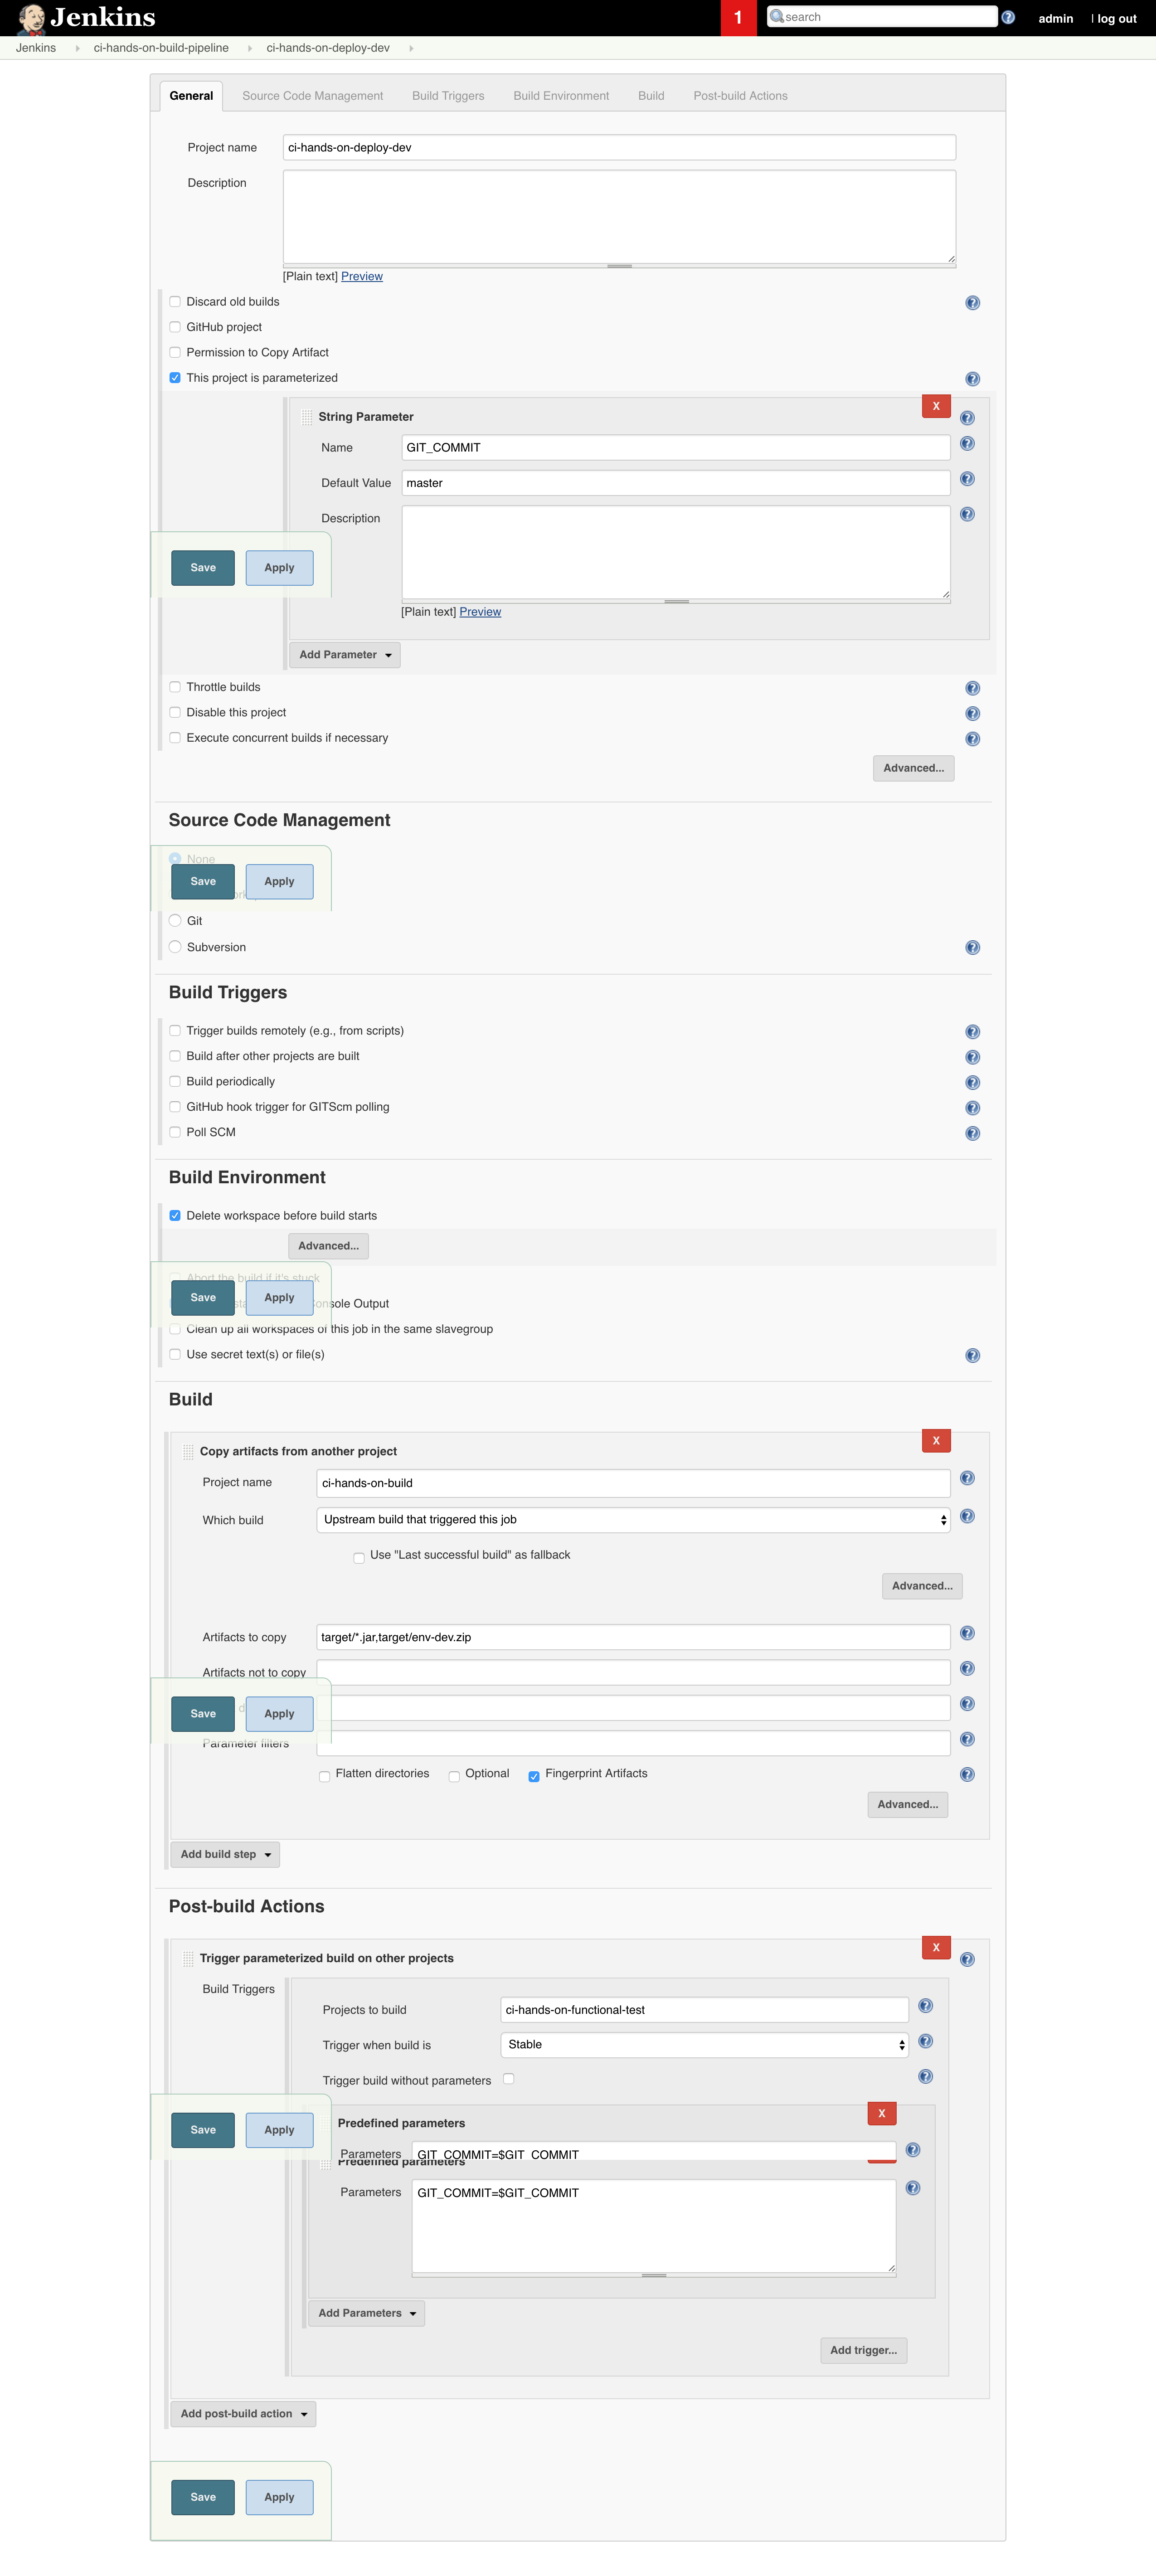 Jenkins
1
search
admin
| log out
Jenkins
ci-hands-on-build-pipeline
ci-hands-on-deploy-dev
General
Source Code Management
Build Triggers
Build Environment
Build
Post-build Actions
Project name
ci-hands-on-deploy-dev
Description
[Plain text] Preview
Discard old builds
GitHub project
Permission to Copy Artifact
This project is parameterized
X
String Parameter
Name
GIT_COMMIT
Default Value
master
Description
Save
Apply
[Plain text] Preview
Add Parameter
Throttle builds
Disable this project
Execute concurrent builds if necessary
Advanced...
Source Code Management
None
Save
Apply
Git
Subversion
Build Triggers
Trigger builds remotely (e.g., from scripts)
Build after other projects are built
Build periodically
GitHub hook trigger for GITScm polling
Poll SCM
Build Environment
Delete workspace before build starts
Advanced...
Abort the build if it's stuck
Save
Apply
Console Output
Clean up all workspaces of this job in the same slavegroup
Use secret text(s) or file(s)
Build
X
Copy artifacts from another project
Project name
ci-hands-on-build
Which build
Upstream build that triggered this job
Use "Last successful build" as fallback
Advanced...
Artifacts to copy
target/*.jar,target/env-dev.zip
Artifacts not to copy
Save
Apply
Parameter filters
Flatten directories
Optional
Fingerprint Artifacts
Advanced...
Add build step
Post-build Actions
X
Trigger parameterized build on other projects
Build Triggers
Projects to build
ci-hands-on-functional-test
Trigger when build is
Stable
Trigger build without parameters
X
Predefined parameters
Save
Apply
Parameters
GIT_COMMIT=$GIT_COMMIT
Predefined parameters
Parameters
GIT_COMMIT=$GIT_COMMIT
Add Parameters
Add trigger...
Add post-build action
Save
Apply